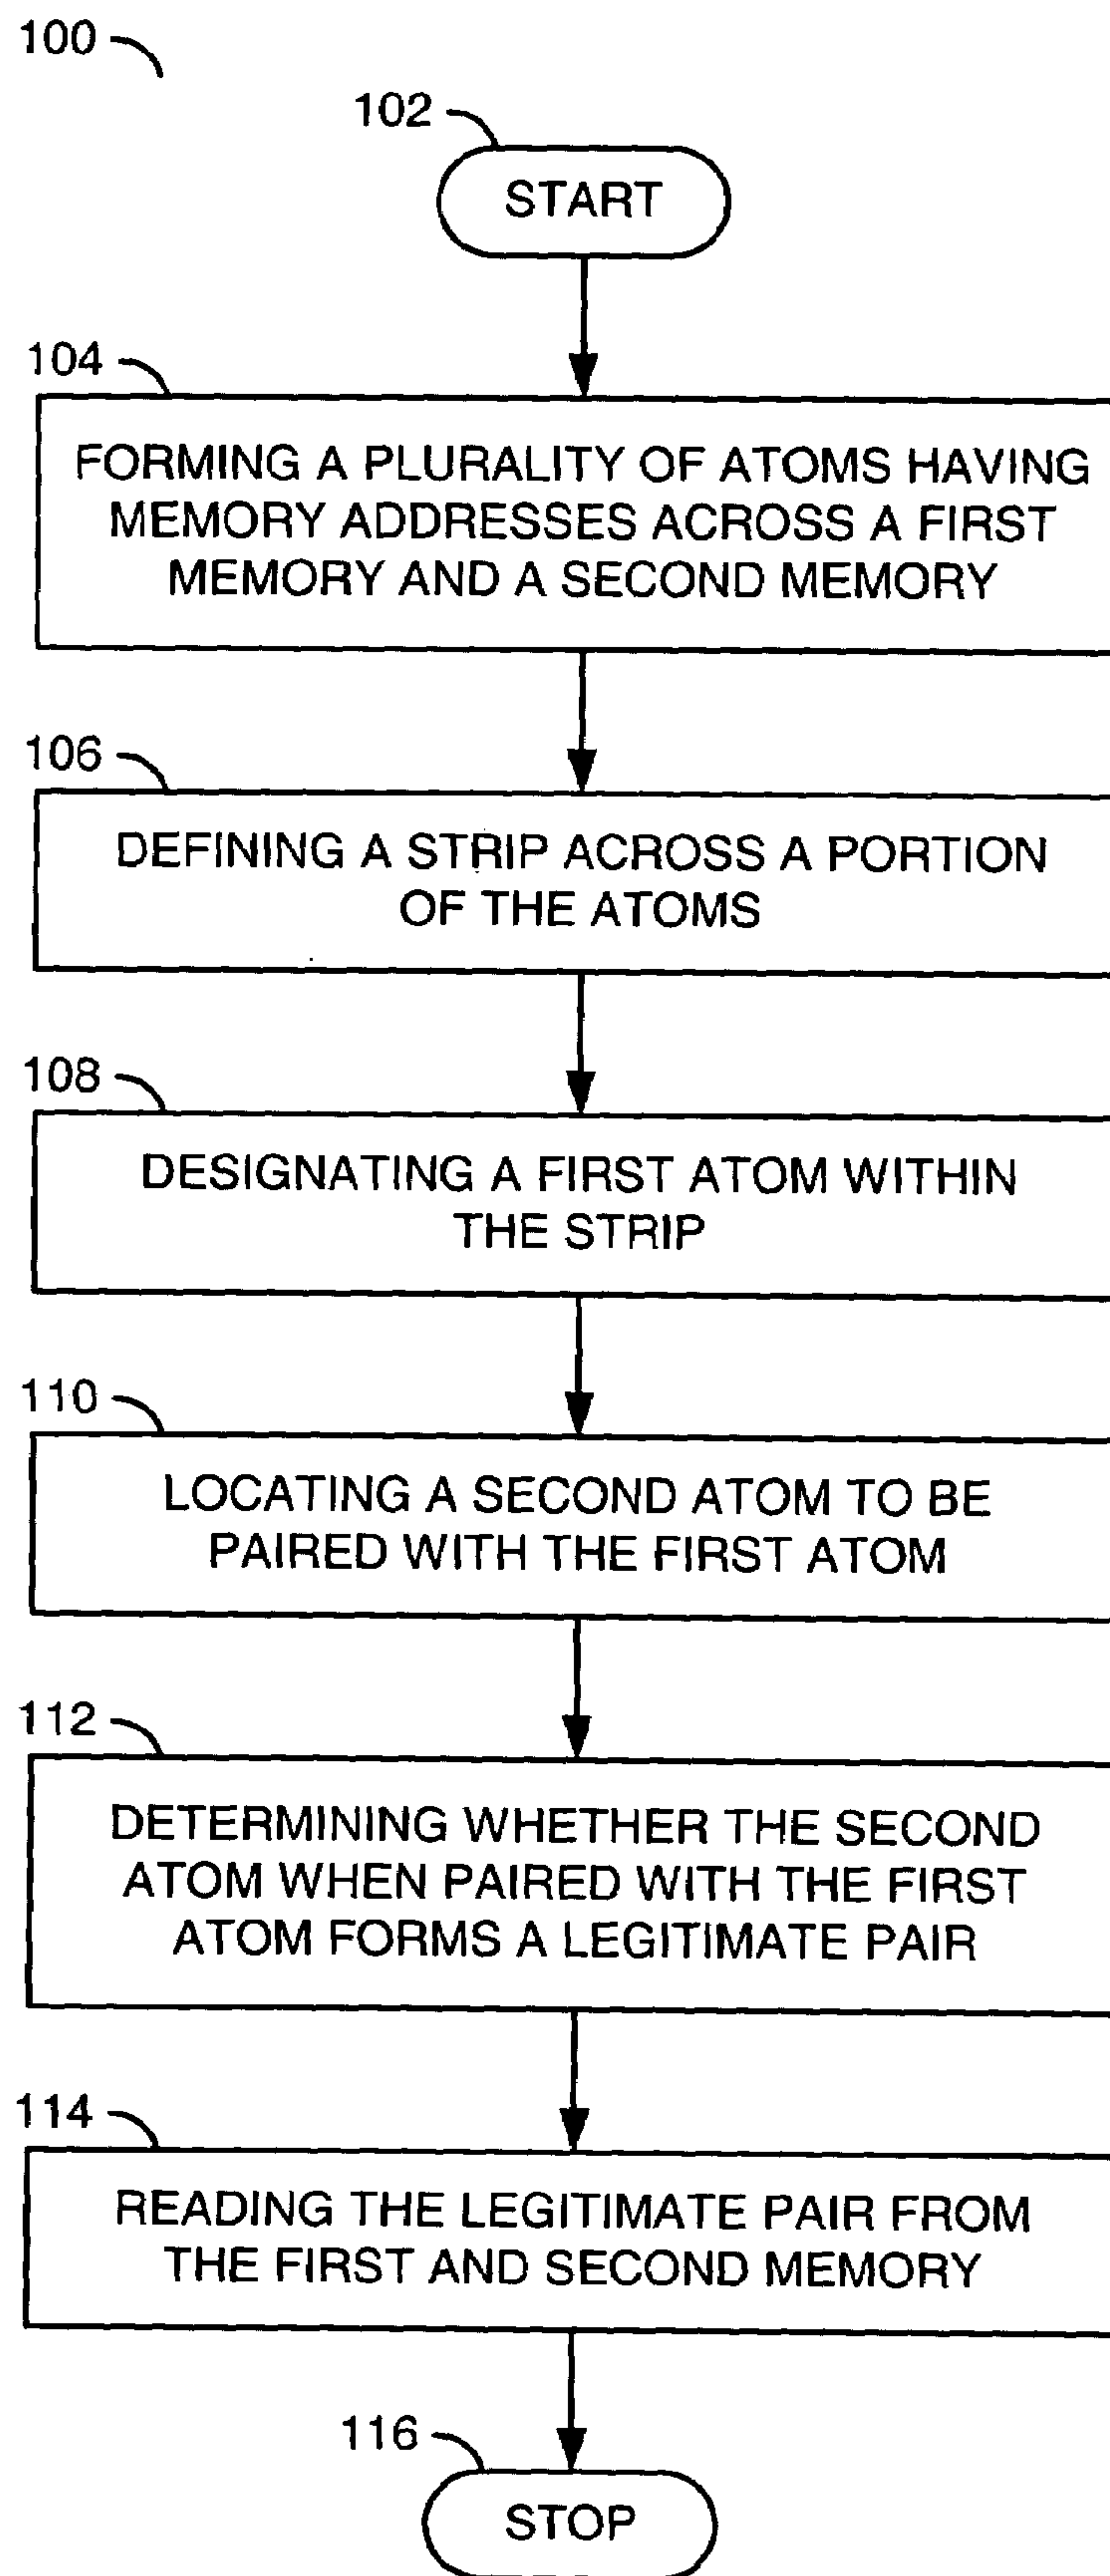 100
102
START
104
FORMING A PLURALITY OF ATOMS HAVING
MEMORY ADDRESSES ACROSS A FIRST
MEMORY AND A SECOND MEMORY
106
DEFINING A STRIP ACROSS A PORTION
OF THE ATOMS
108
DESIGNATING A FIRST ATOM WITHIN
THE STRIP
110
LOCATING A SECOND ATOM TO BE
PAIRED WITH THE FIRST ATOM
112
DETERMINING WHETHER THE SECOND
ATOM WHEN PAIRED WITH THE FIRST
ATOM FORMS A LEGITIMATE PAIR
114
READING THE LEGITIMATE PAIR FROM
THE FIRST AND SECOND MEMORY
116
STOP